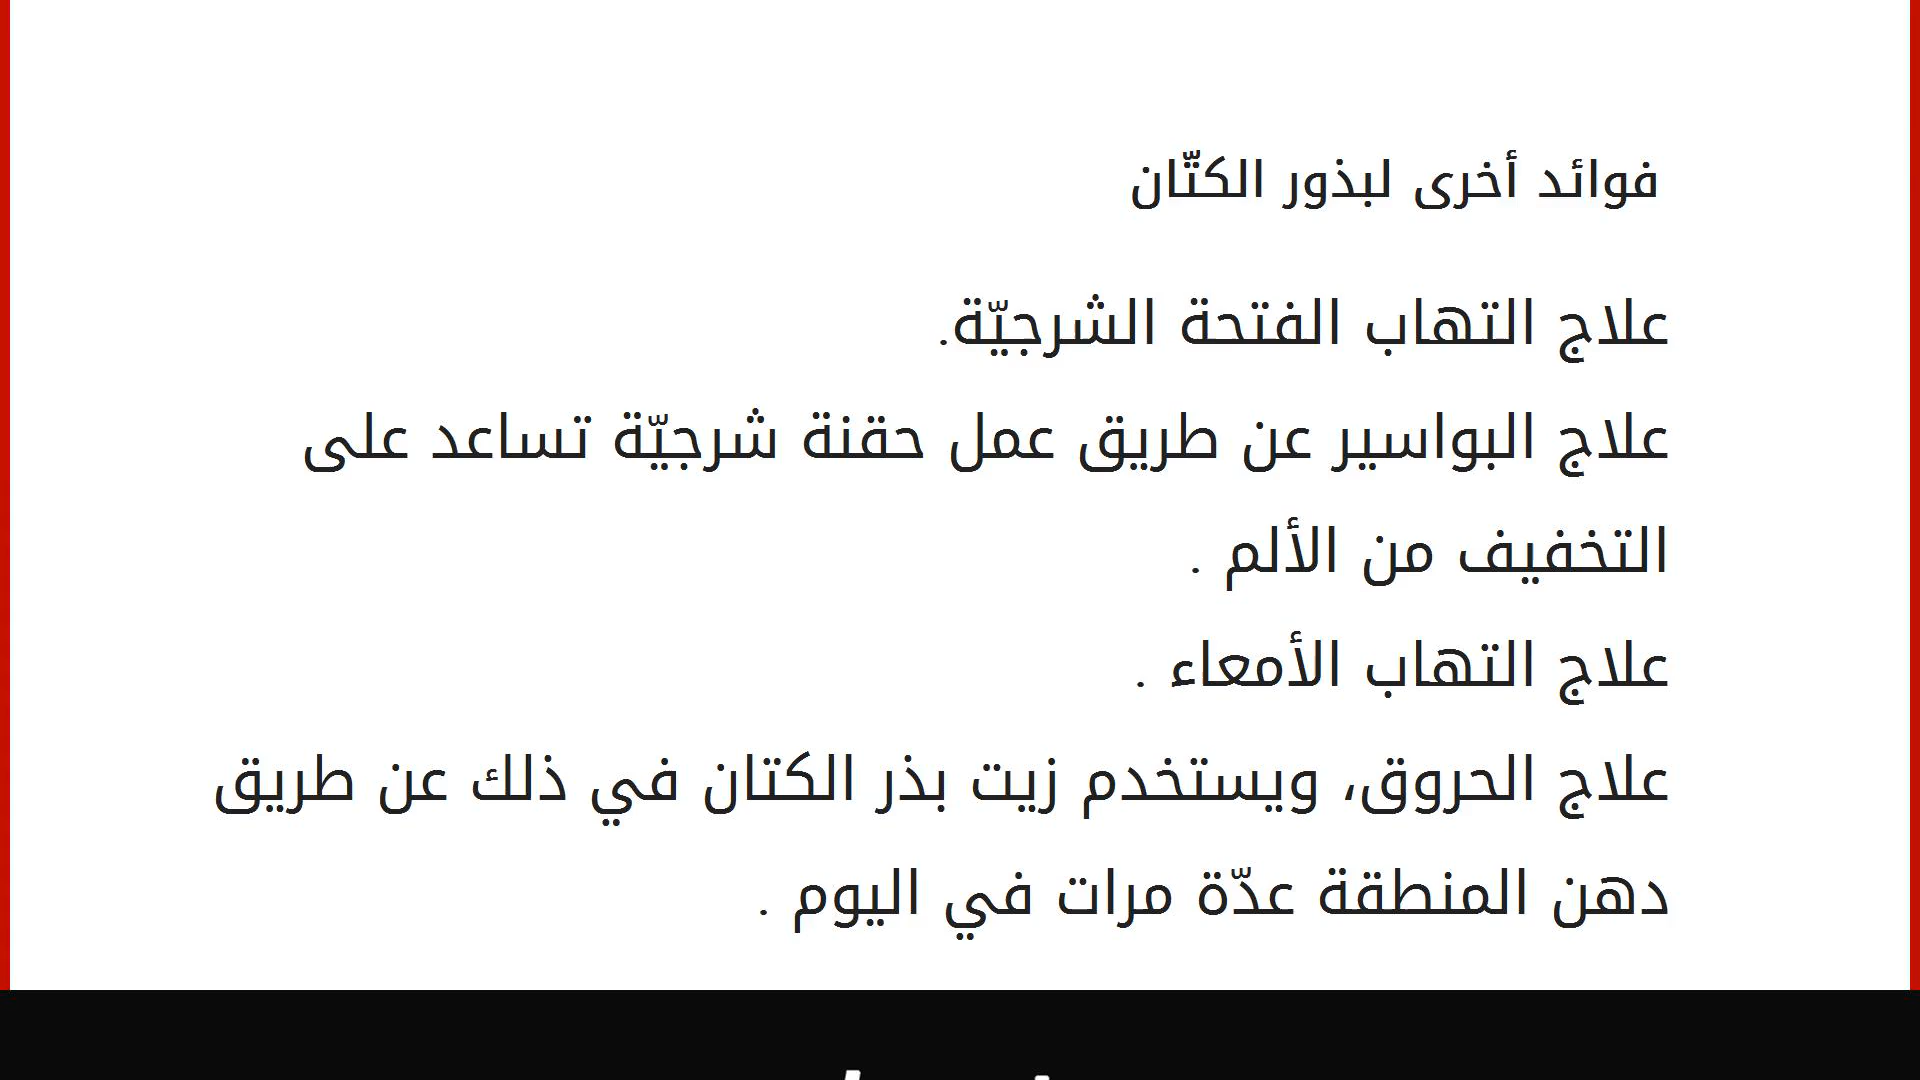 فوائد أخرى لبذور الكتّان
علاج التهاب الفتحة الشرجيّة.
علاج البواسير عن طريق عمل حقنة شرجيّة تساعد على
التخفيف من الألم .
علاج التهاب الأمعاء .
علاج الحروق، ويستخدم زيت بذر الكتان في ذلك عن طريق
دهن المنطقة عدّة مرات في اليوم .